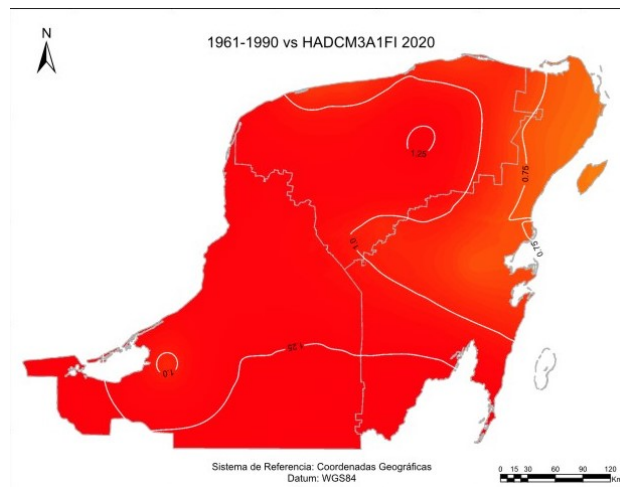 N
1961-1990 vs HADCM3A1FI 2020
1.25
0.75
1.0
0.75
1.25
1.0
Sistema de Referencia: Coordenadas Geográficas
Datum: WGS84
0 15 30 60 90 120
Km